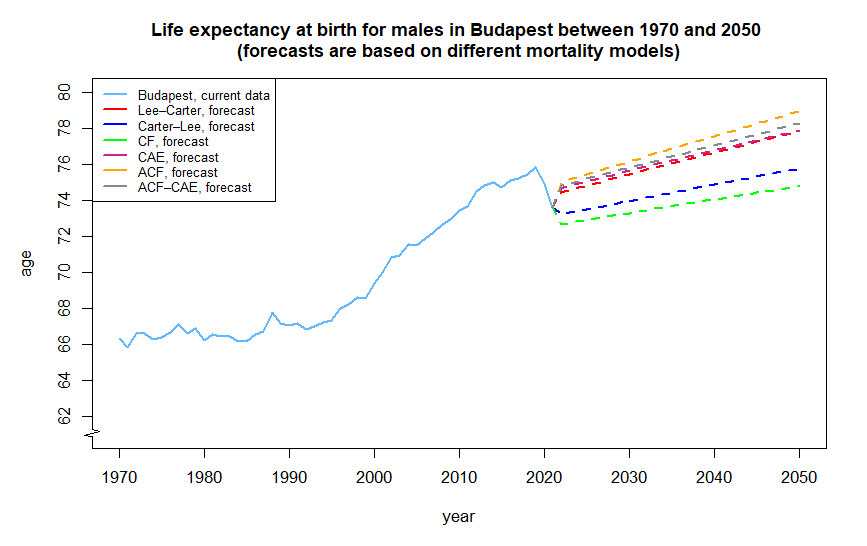 Life expectancy at birth for males in Budapest between 1970 and 2050
(forecasts are based on different mortality models)
Budapest, current data
Lee–Carter, forecast
Carter–Lee, forecast
CF, forecast
CAE, forecast
ACF, forecast
ACF–CAE, forecast
age
80
78
76
74
72
70
68
66
64
62
1970 1980 1990 2000 2010 2020 2030 2040 2050
year